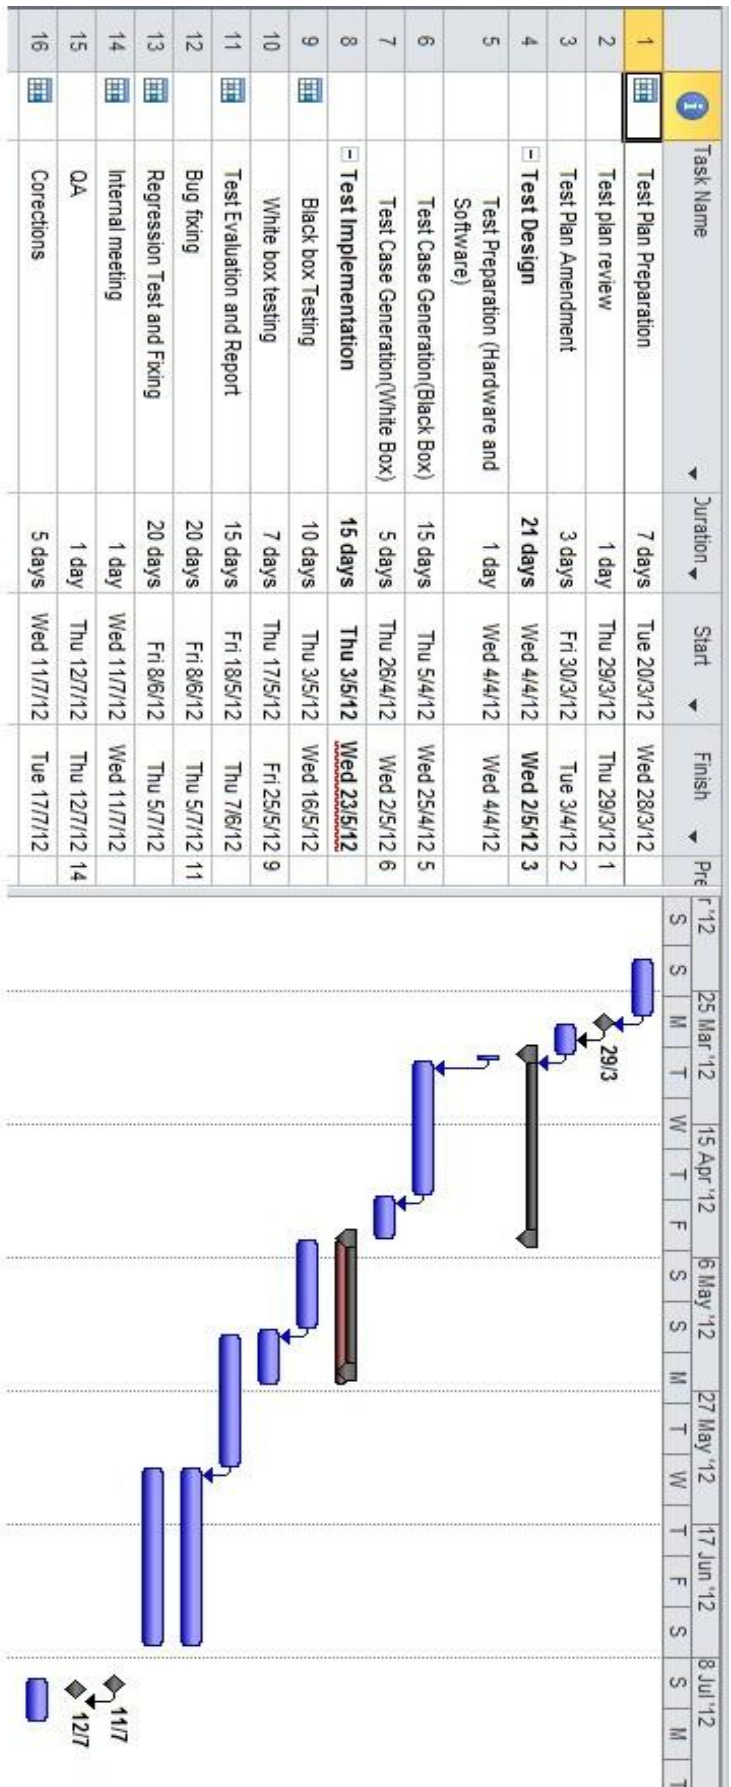 Task Name Duration Start Finish Pre
1 Test Plan Preparation 7 days Tue 20/3/12 Wed 28/3/12
2 Test plan review 1 day Thu 29/3/12 Thu 29/3/12 1
3 Test Plan Amendment 3 days Fri 30/3/12 Tue 3/4/12 2
4 Test Design 21 days Wed 4/4/12 Wed 2/5/12 3
5 Test Preparation (Hardware and
Software) 1 day Wed 4/4/12 Wed 4/4/12
6 Test Case Generation(Black Box) 15 days Thu 5/4/12 Wed 25/4/12 5
7 Test Case Generation(White Box) 5 days Thu 26/4/12 Wed 2/5/12 6
8 Test Implementation 15 days Thu 3/5/12 Wed 23/5/12
9 Black box Testing 10 days Thu 3/5/12 Wed 16/5/12
10 White box testing 7 days Thu 17/5/12 Fri 25/5/12 9
11 Test Evaluation and Report 15 days Fri 18/5/12 Thu 7/6/12
12 Bug fixing 20 days Fri 8/6/12 Thu 5/7/12 11
13 Regression Test and Fixing 20 days Fri 8/6/12 Thu 5/7/12
14 Internal meeting 1 day Wed 11/7/12 Wed 11/7/12
15 QA 1 day Thu 12/7/12 Thu 12/7/12 14
16 Corections 5 days Wed 11/7/12 Tue 17/7/12
r '12 25 Mar '12 15 Apr '12 6 May '12 27 May '12 17 Jun '12 8 Jul '12
S S M T W T F S S M T W T F S S M T
29/3
11/7
12/7